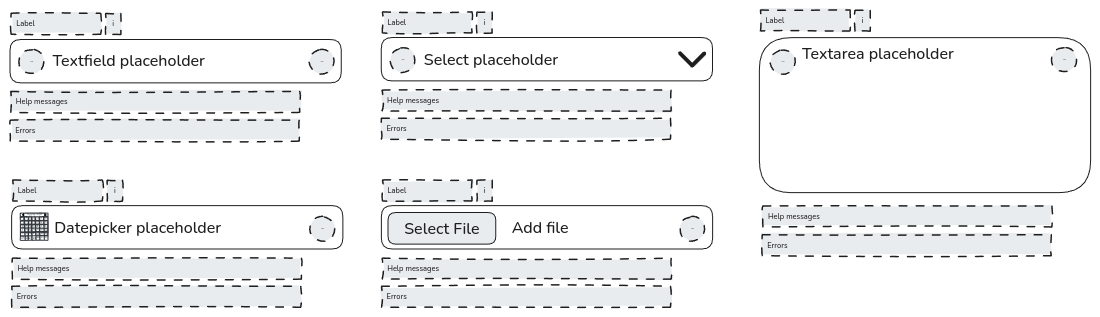 Label i
Textfield placeholder
Help messages
Errors
Label i
Select placeholder
Help messages
Errors
Label i
Textarea placeholder
Help messages
Errors
Label i
Datepicker placeholder
Help messages
Errors
Label i
Select File Add file
Help messages
Errors